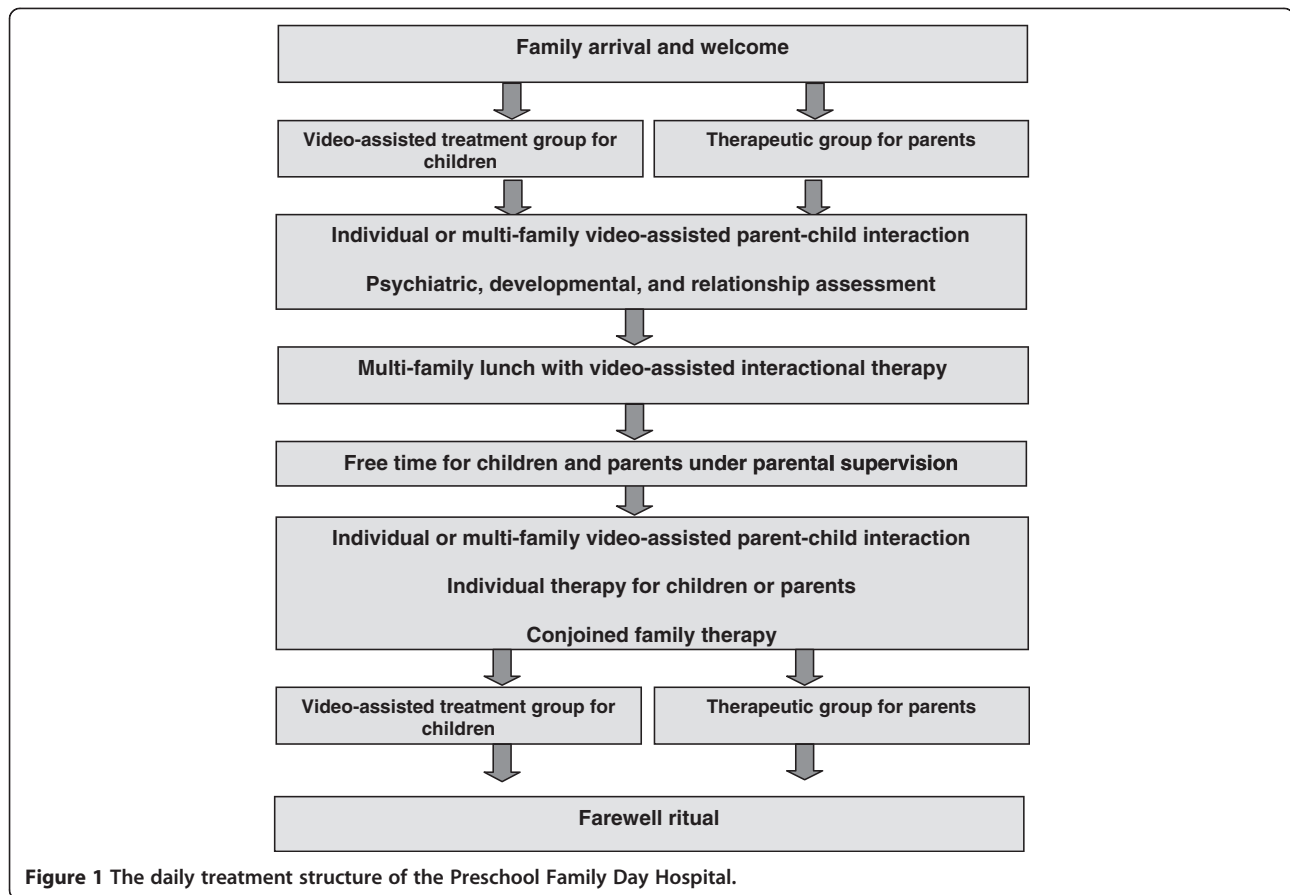 Family arrival and welcome
Video-assisted treatment group for
children
Therapeutic group for parents
Individual or multi-family video-assisted parent-child interaction
Psychiatric, developmental, and relationship assessment
Multi-family lunch with video-assisted interactional therapy
Free time for children and parents under parental supervision
Individual or multi-family video-assisted parent-child interaction
Individual therapy for children or parents
Conjoined family therapy
Video-assisted treatment group for
children
Therapeutic group for parents
Farewell ritual
Figure 1 The daily treatment structure of the Preschool Family Day Hospital.